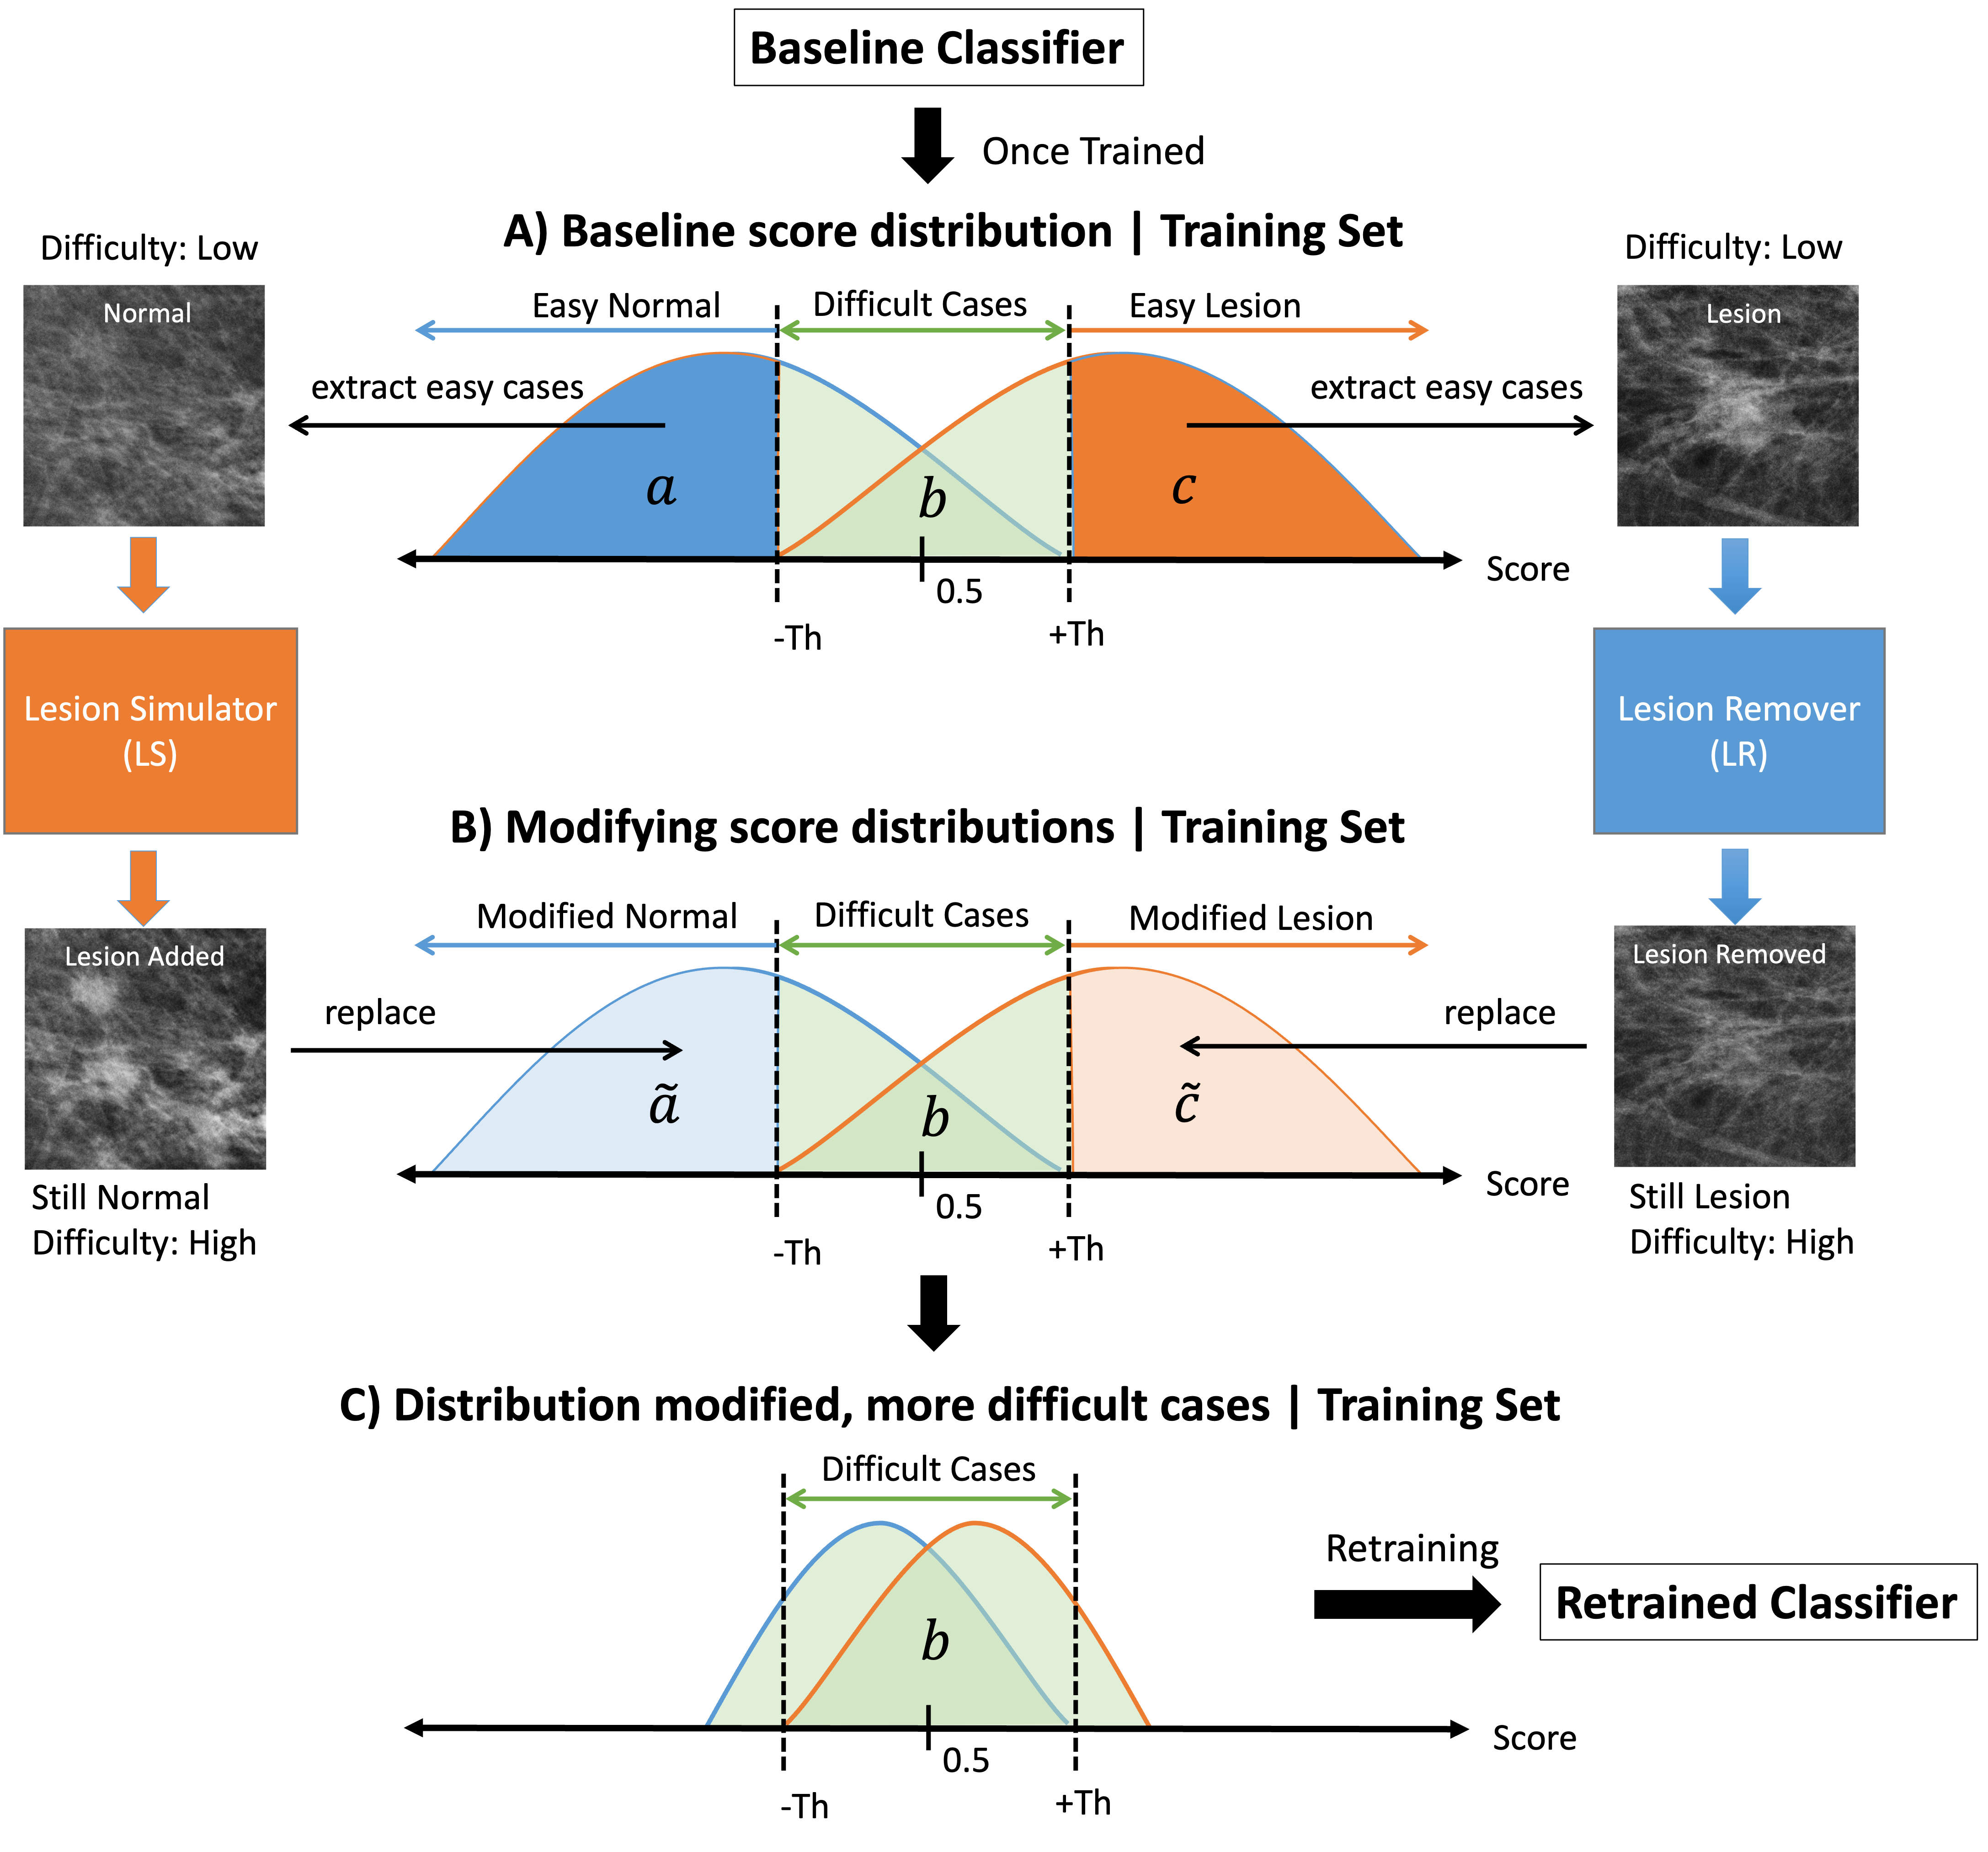 Baseline Classifier
Once Trained
A) Baseline score distribution | Training Set
Difficulty: Low
Normal
Easy Normal
Difficult Cases
Easy Lesion
Difficulty: Low
Lesion
extract easy cases
extract easy cases
a
b
c
0.5
Score
-Th
+Th
Lesion Simulator
(LS)
Lesion Remover
(LR)
B) Modifying score distributions | Training Set
Modified Normal
Difficult Cases
Modified Lesion
Lesion Added
Lesion Removed
replace
replace
ã
b
c̃
0.5
Score
-Th
+Th
Still Normal
Difficulty: High
Still Lesion
Difficulty: High
C) Distribution modified, more difficult cases | Training Set
Difficult Cases
Retraining
Retrained Classifier
b
0.5
Score
-Th
+Th